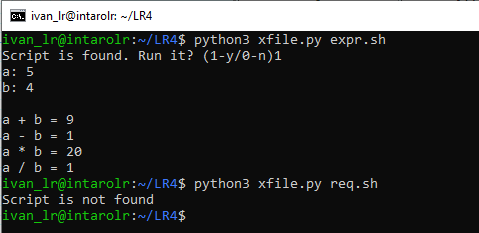 ivan_lr@intarolr: ~/LR4
ivan_lr@intarolr:~/LR4$ python3 xfile.py expr.sh
Script is found. Run it? (1-y/0-n)1
a: 5
b: 4
a + b = 9
a - b = 1
a * b = 20
a / b = 1
ivan_lr@intarolr:~/LR4$ python3 xfile.py req.sh
Script is not found
ivan_lr@intarolr:~/LR4$